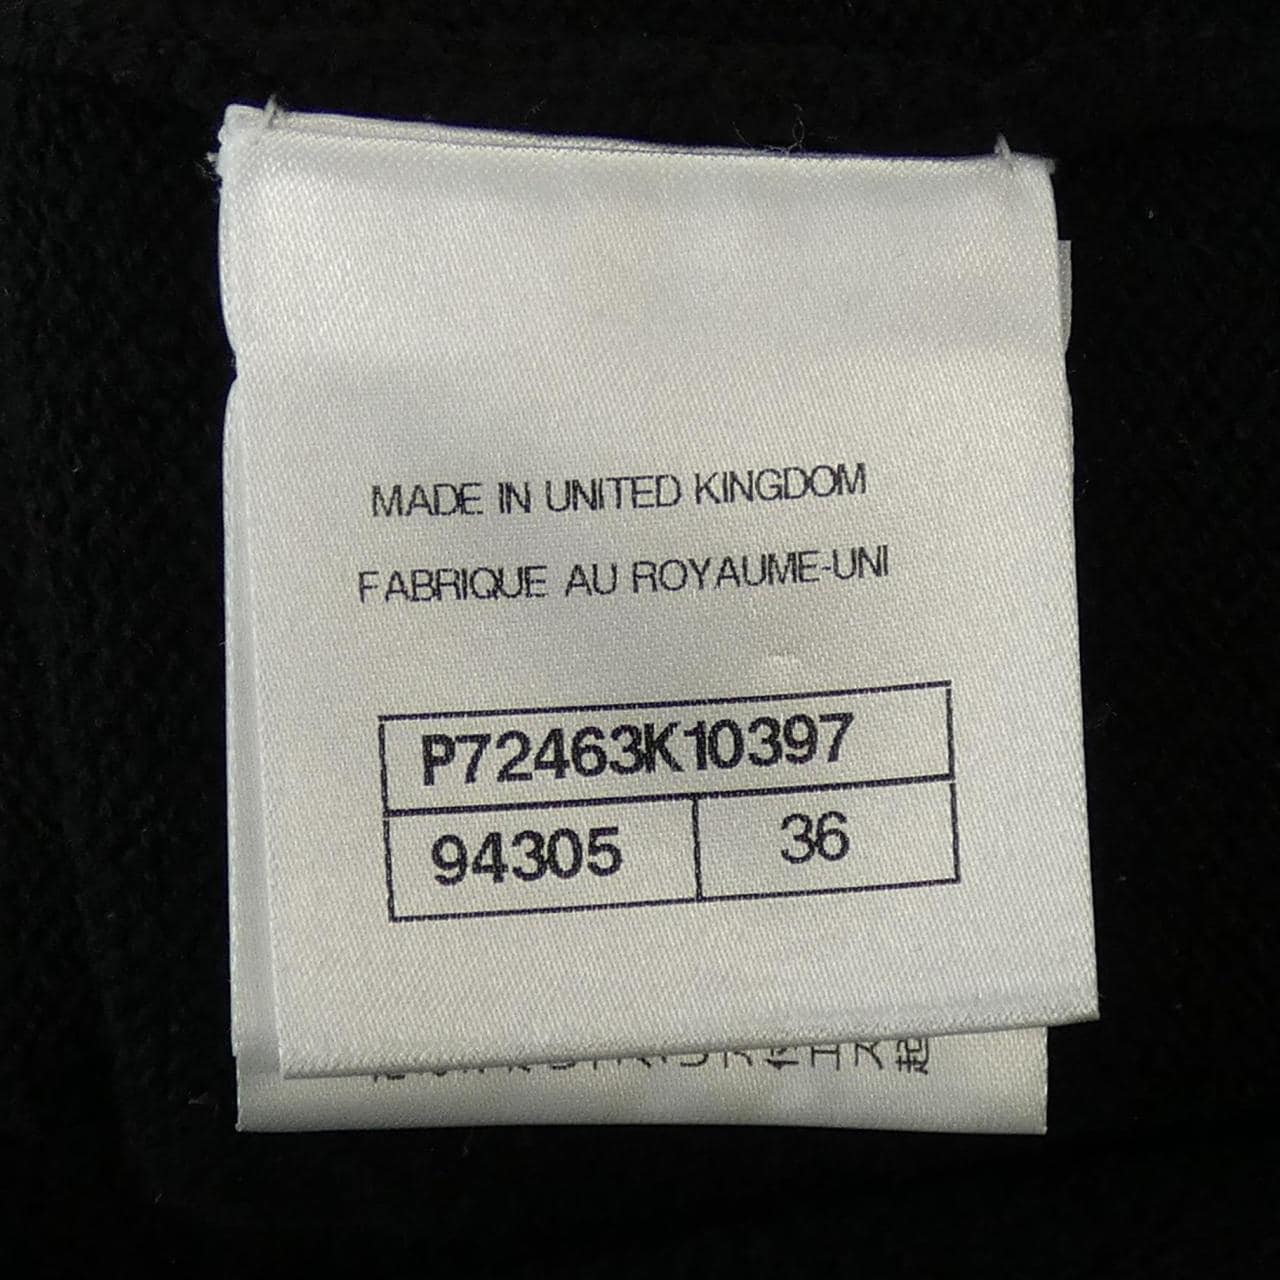 MADE IN UNITED KINGDOM
FABRIQUE AU ROYAUME-UNI
P72463K10397
94305 36